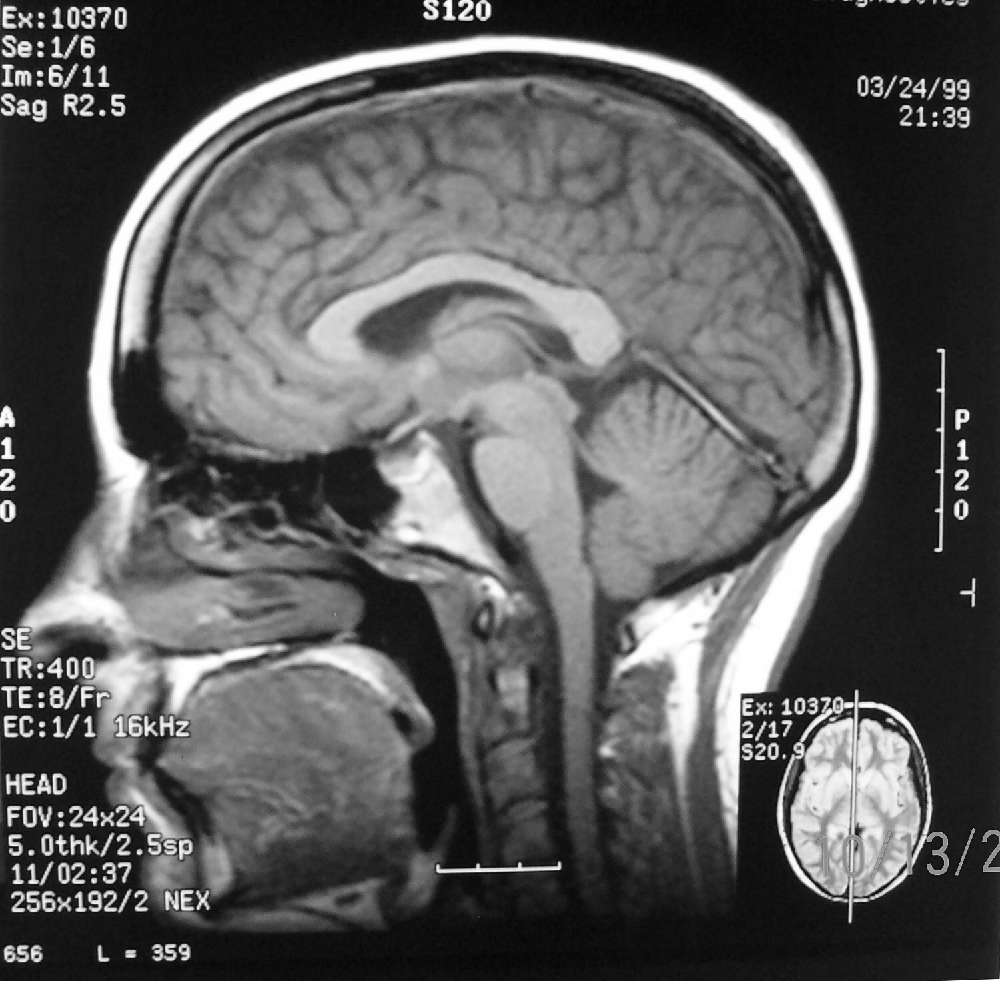 Ex:10370
Se:1/6
Im:6/11
Sag R2.5
S120
03/24/99
21:39
A
1
2
0
P
1
2
0
SE
TR:400
TE:8/Fr
EC:1/1 16kHz
HEAD
FOV:24x24
5.0thk/2.5sp
11/02:37
256x192/2 NEX
656 L = 359
Ex: 10370
2/17
S20.9
10/13/2